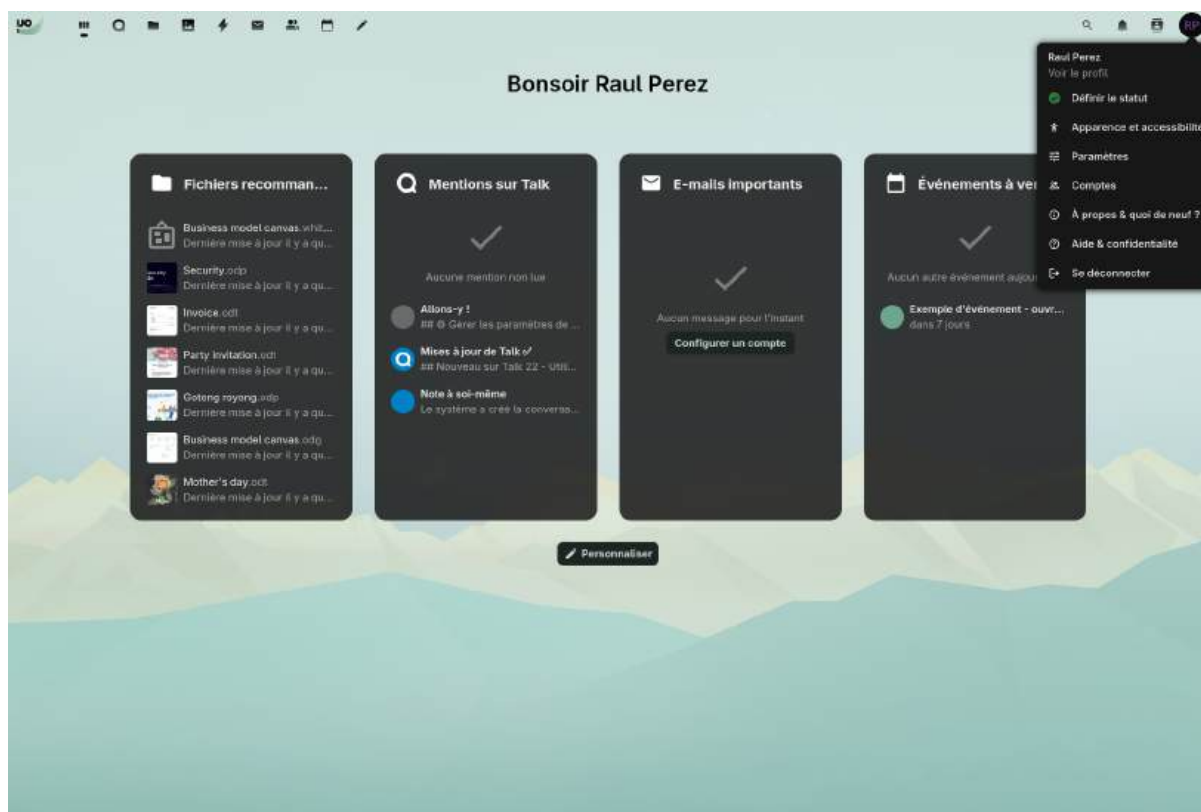 UO
RP
Bonsoir Raul Perez
Raul Perez
Voir le profil
Définir le statut
Apparence et accessibilité
Paramètres
Comptes
À propos & quoi de neuf ?
Aide & confidentialité
Se déconnecter
Fichiers recomman...
Business model canvas.whit...
Dernière mise à jour il y a qu...
Security.odp
Dernière mise à jour il y a qu...
Invoice.odt
Dernière mise à jour il y a qu...
Party invitation.odt
Dernière mise à jour il y a qu...
Gotong royong.odp
Dernière mise à jour il y a qu...
Business model canvas.odg
Dernière mise à jour il y a qu...
Mother's day.odt
Dernière mise à jour il y a qu...
Mentions sur Talk
Aucune mention non lue
Allons-y !
## ⚙ Gérer les paramètres de ...
Mises à jour de Talk ✅
## Nouveau sur Talk 22 - Utili...
Note à soi-même
Le système a créé la conversa...
E-mails importants
Aucun message pour l'instant
Configurer un compte
Événements à ve
Aucun autre événement aujou
Exemple d'événement - ouvr...
dans 7 jours
Personnaliser